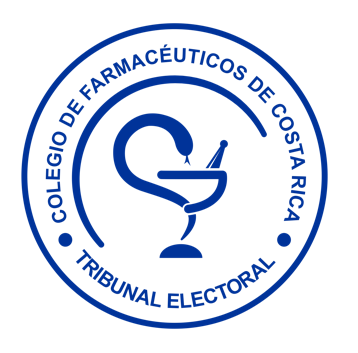 COLEGIO DE FARMACÉUTICOS DE COSTA RICA
TRIBUNAL ELECTORAL